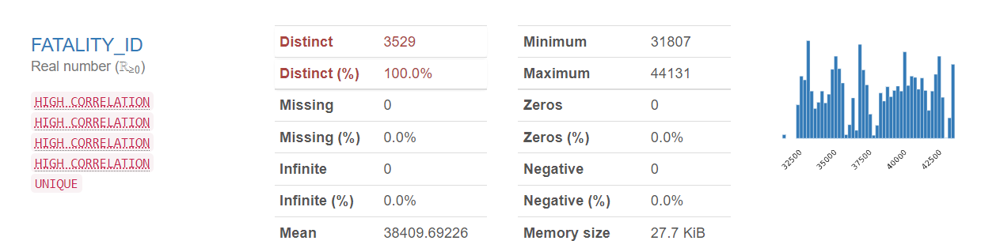 FATALITY_ID
Real number (ℝ≥0)
HIGH CORRELATION
HIGH CORRELATION
HIGH CORRELATION
HIGH CORRELATION
UNIQUE
Distinct 3529
Distinct (%) 100.0%
Missing 0
Missing (%) 0.0%
Infinite 0
Infinite (%) 0.0%
Mean 38409.69226
Minimum 31807
Maximum 44131
Zeros 0
Zeros (%) 0.0%
Negative 0
Negative (%) 0.0%
Memory size 27.7 KiB
32500 35000 37500 40000 42500